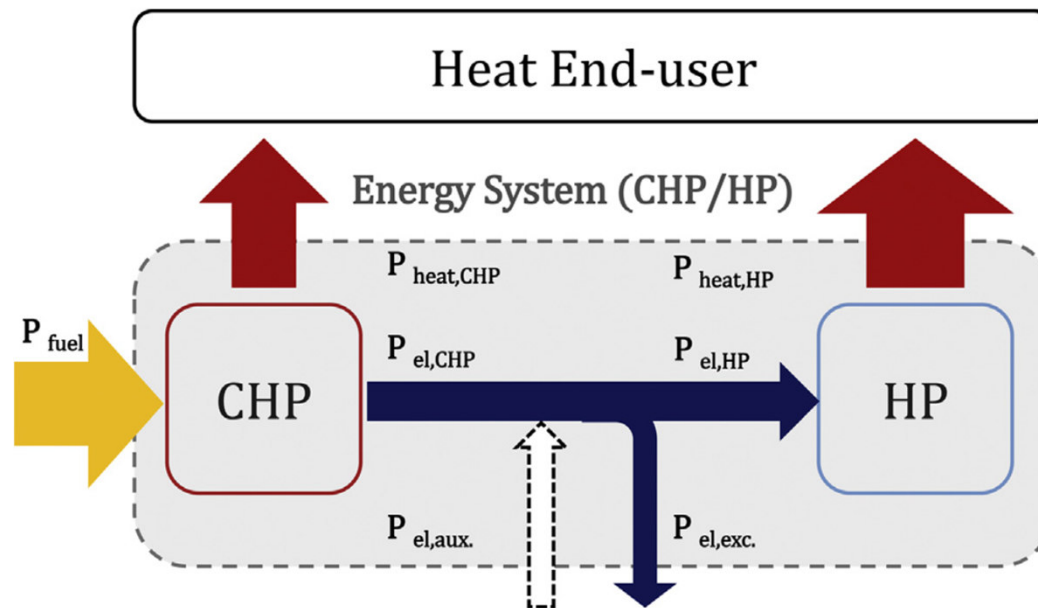 Heat End-user
Energy System (CHP/HP)
P heat,CHP
P heat,HP
P fuel
P el,CHP
P el,HP
CHP
HP
P el,aux.
P el,exc.